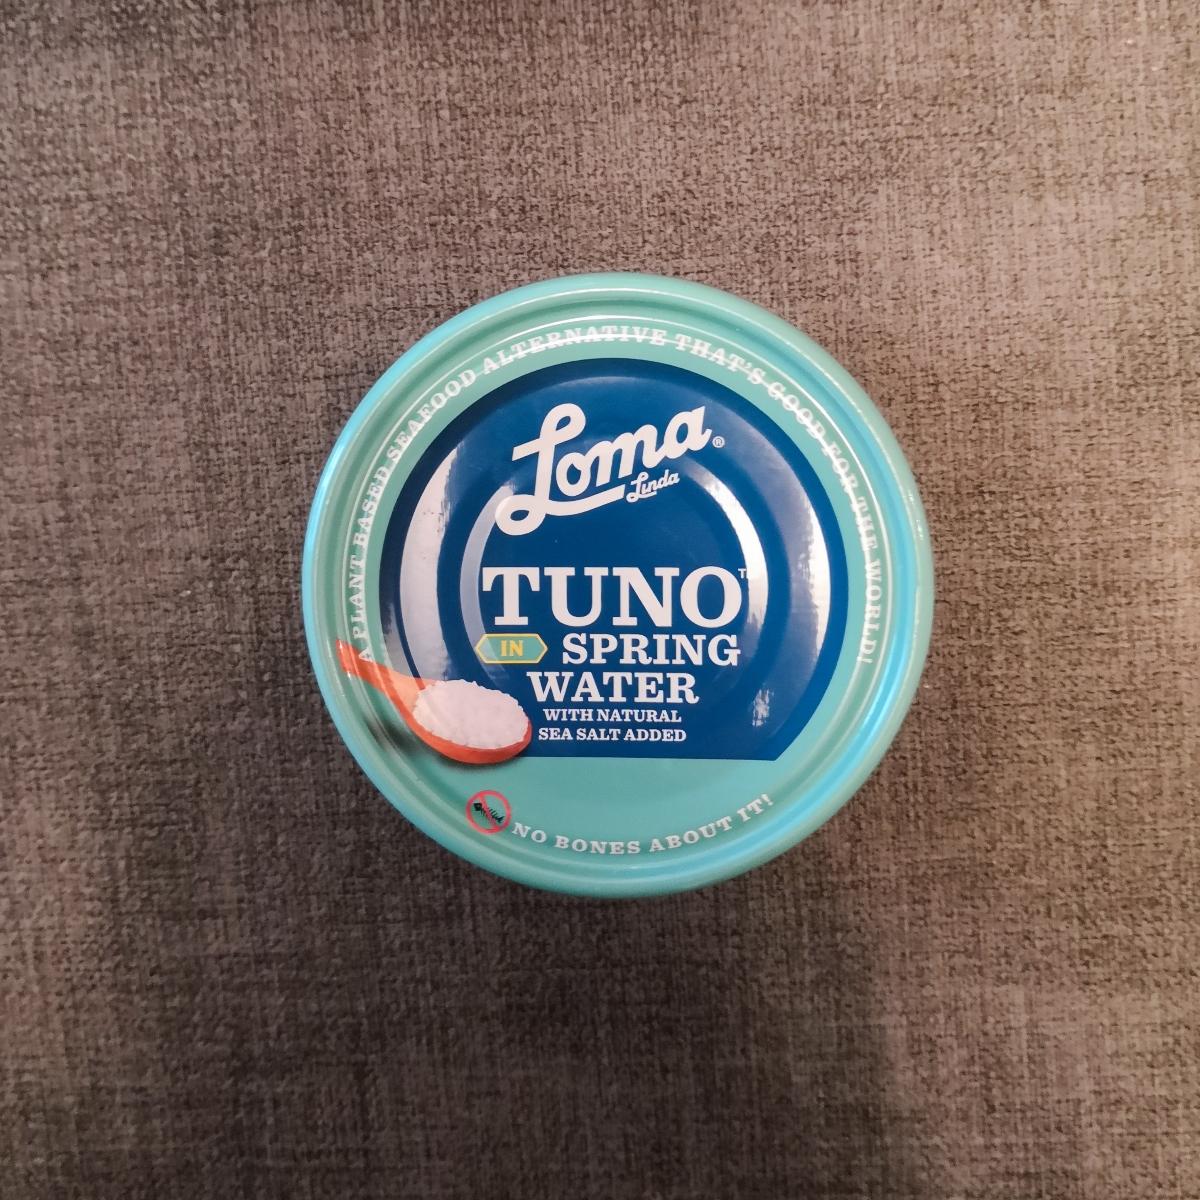 A PLANT BASED SEAFOOD ALTERNATIVE THAT'S GOOD FOR THE WORLD!
Loma®
Linda
TUNO™
IN SPRING
WATER
WITH NATURAL
SEA SALT ADDED
NO BONES ABOUT IT!